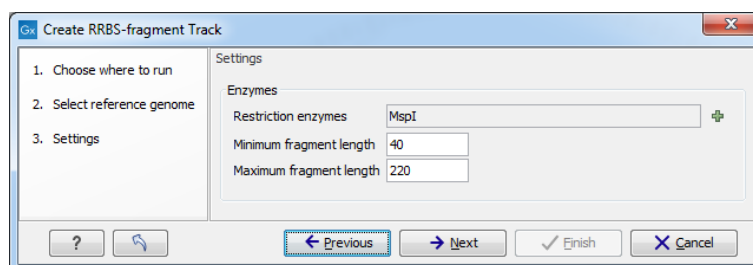 Gx Create RRBS-fragment Track X
1. Choose where to run
2. Select reference genome
3. Settings
Settings
Enzymes
Restriction enzymes MspI
Minimum fragment length 40
Maximum fragment length 220
? Previous Next Finish Cancel